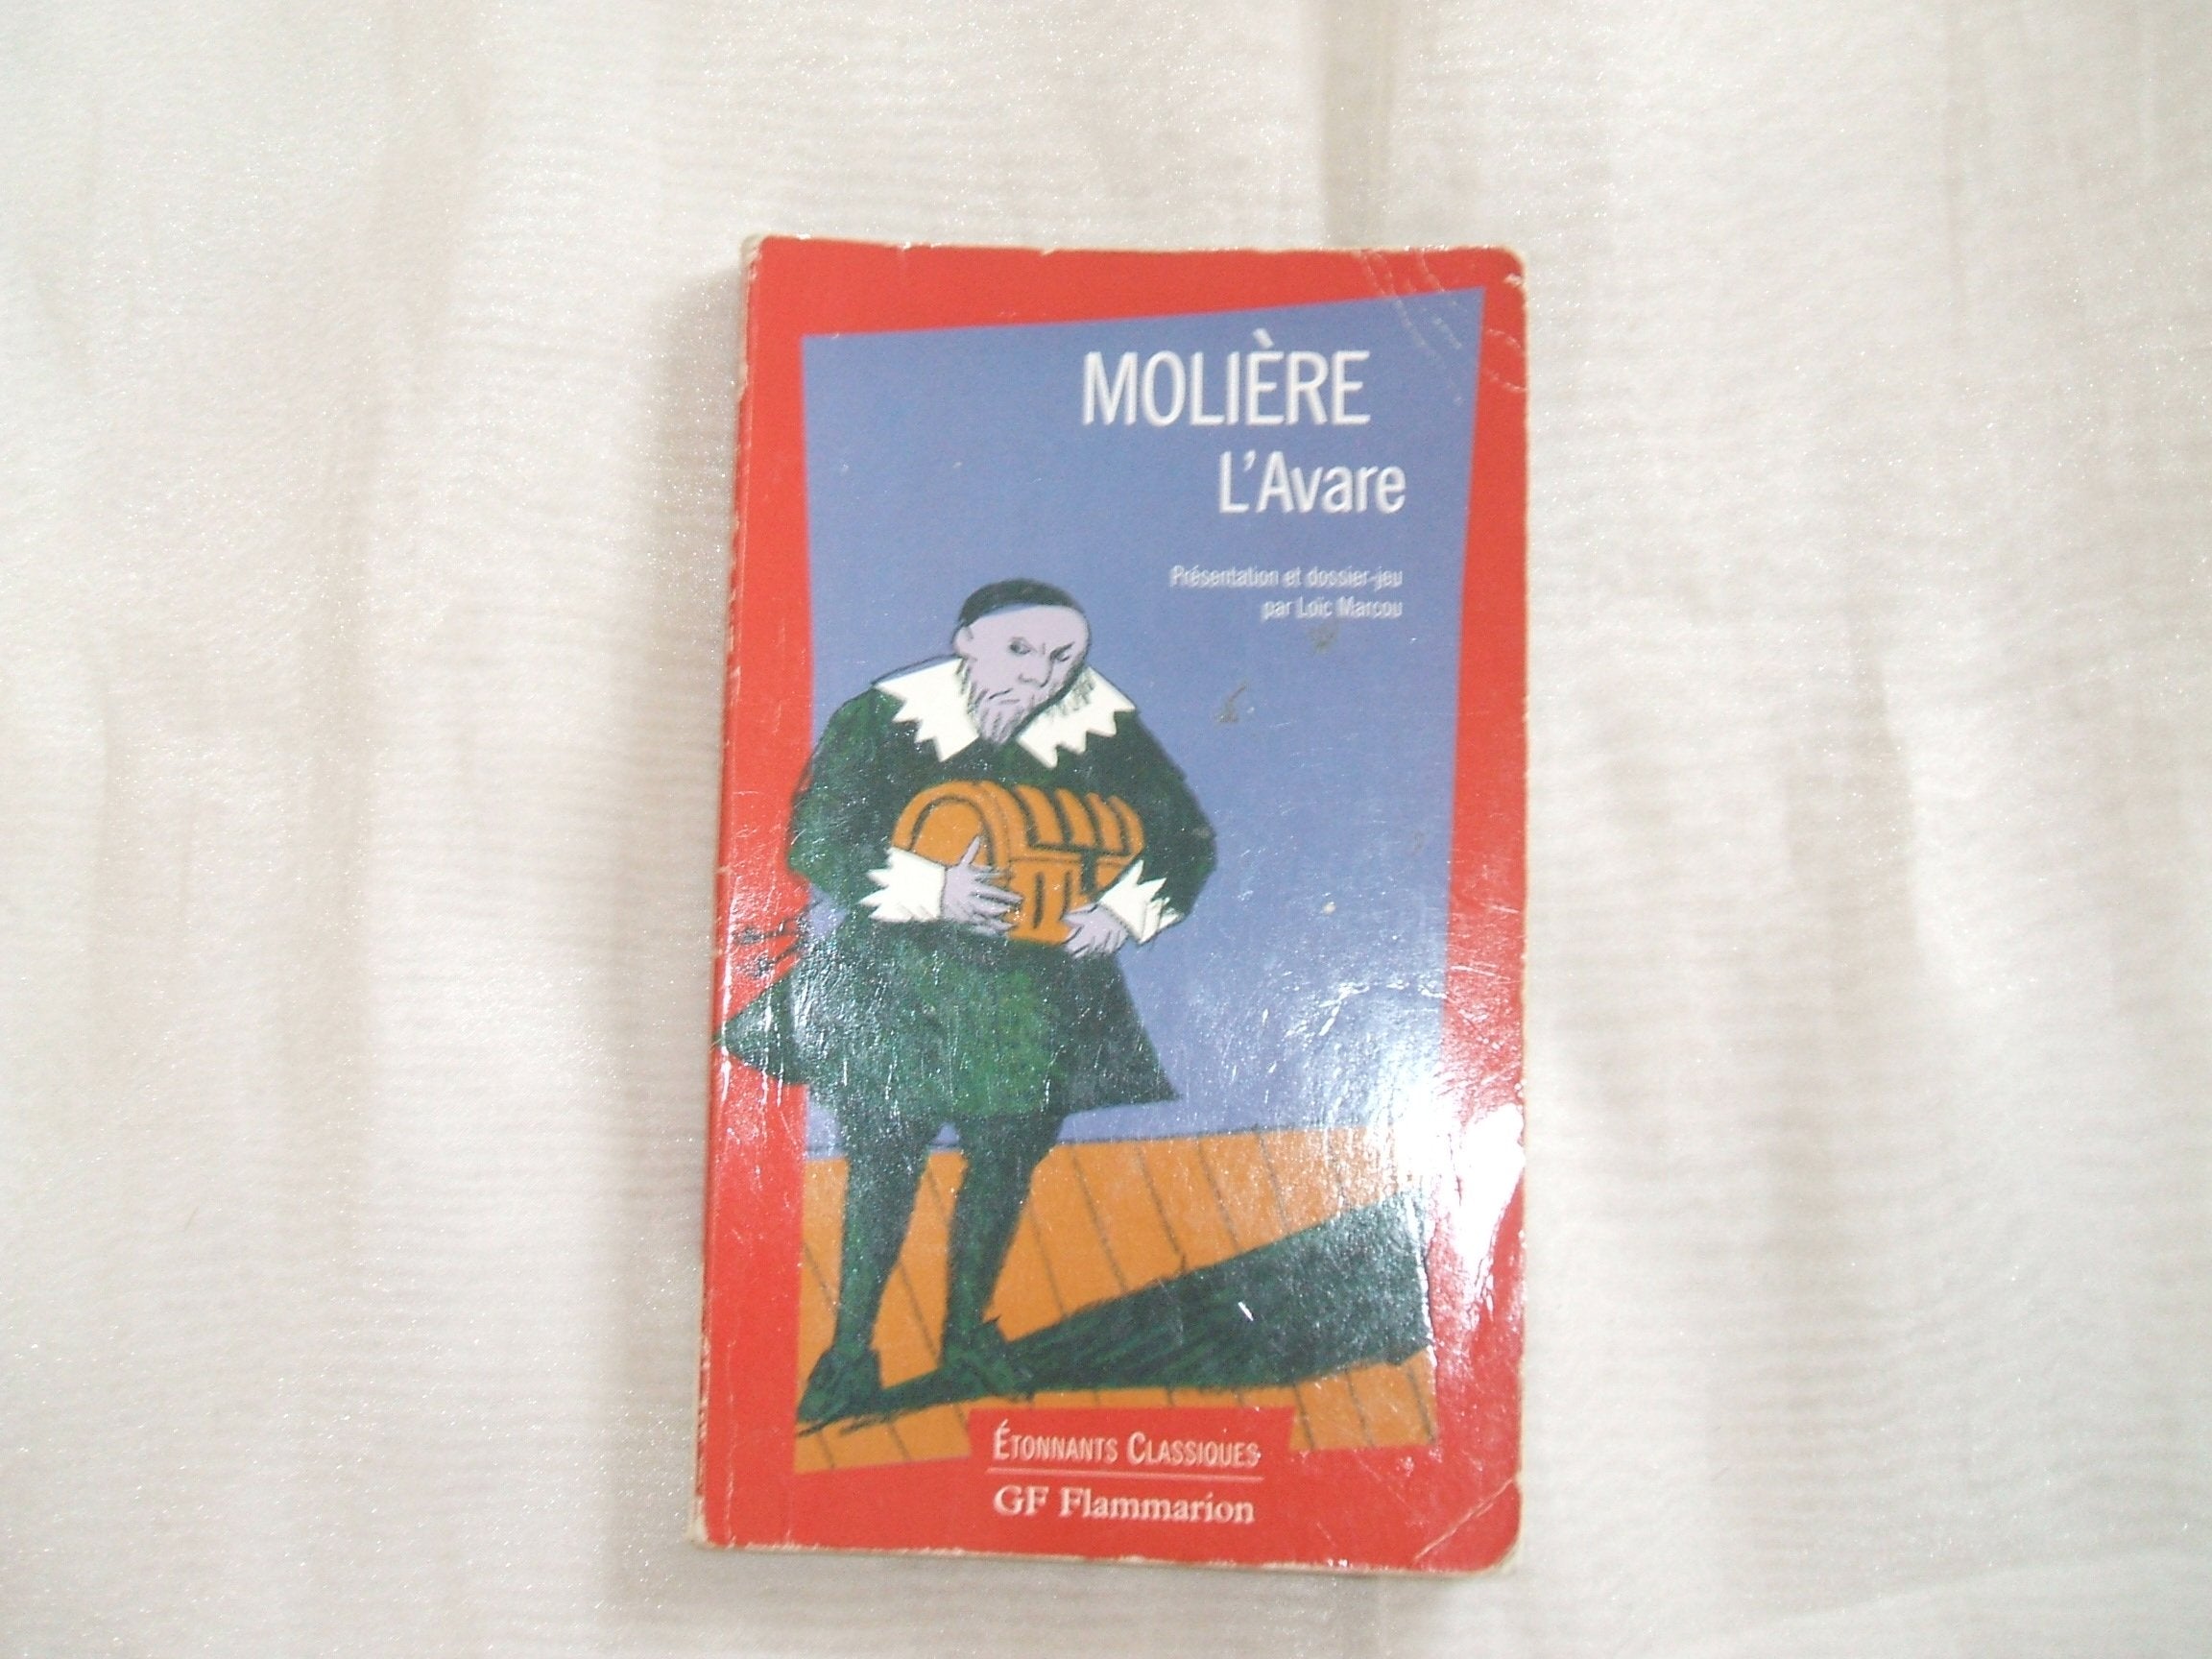 MOLIÈRE
L'Avare
Présentation et dossier-jeu
par Loïc Marcou
ÉTONNANTS CLASSIQUES
GF Flammarion